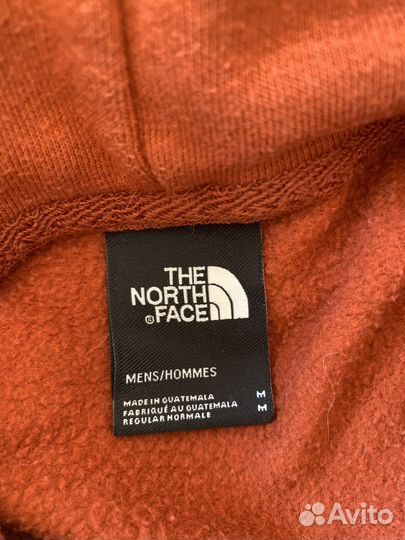 THE
NORTH
FACE
MENS/HOMMES
MADE IN GUATEMALA M
FABRIQUÉ AU GUATEMALA M
REGULAR NORMALE
Avito